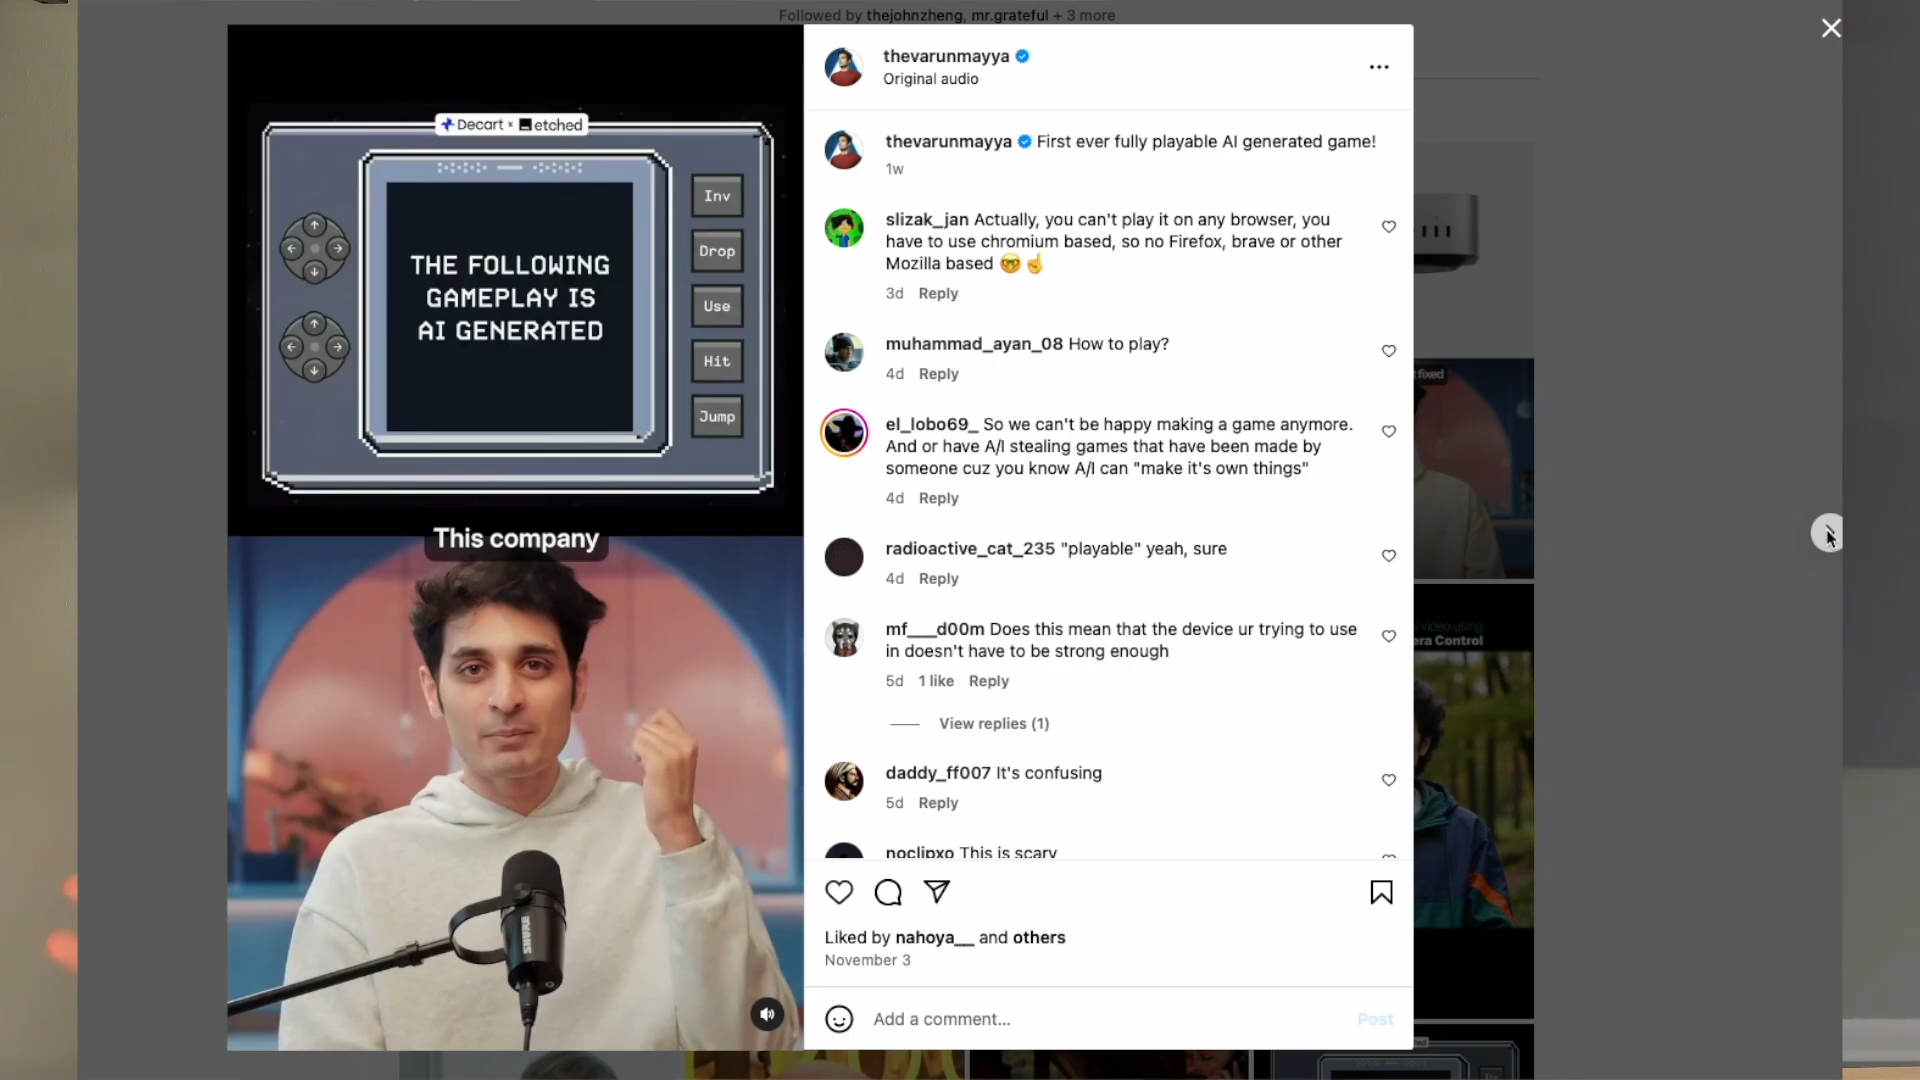 Followed by thejohnzheng, mr.grateful + 3 more
Decart × etched
THE FOLLOWING
GAMEPLAY IS
AI GENERATED
Inv
Drop
Use
Hit
Jump
This company
SHURE
thevarunmayya
Original audio
thevarunmayya First ever fully playable AI generated game!
1w
slizak_jan Actually, you can't play it on any browser, you
have to use chromium based, so no Firefox, brave or other
Mozilla based 🤓☝️
3d Reply
muhammad_ayan_08 How to play?
4d Reply
el_lobo69_ So we can't be happy making a game anymore.
And or have A/I stealing games that have been made by
someone cuz you know A/I can "make it's own things"
4d Reply
radioactive_cat_235 "playable" yeah, sure
4d Reply
mf___d00m Does this mean that the device ur trying to use
in doesn't have to be strong enough
5d 1 like Reply
View replies (1)
daddy_ff007 It's confusing
5d Reply
noclipxo This is scary
Liked by nahoya__ and others
November 3
Add a comment...
Post
fixed
video using
era Control